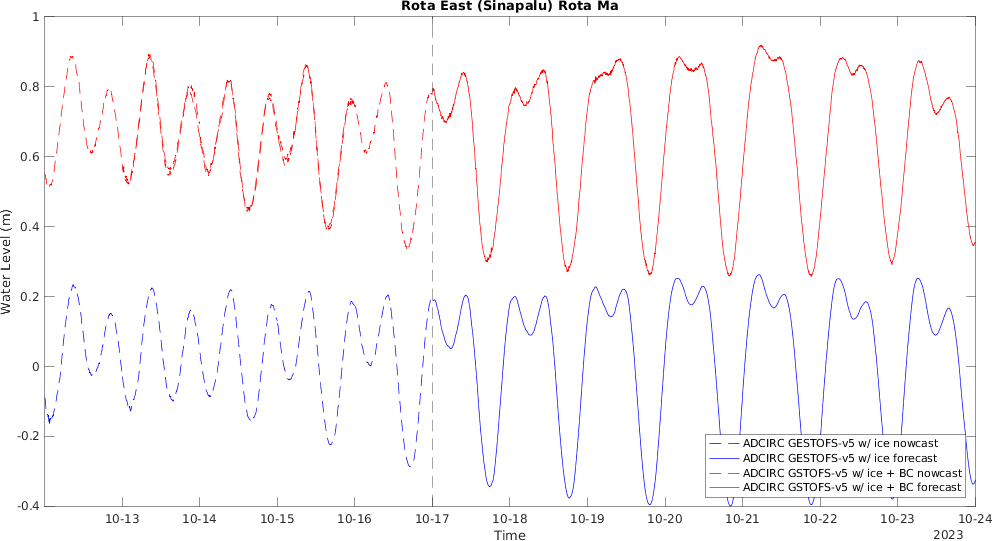 Rota East (Sinapalu) Rota Ma
1
0.8
0.6
0.4
0.2
0
-0.2
-0.4
Water Level (m)
10-13 10-14 10-15 10-16 10-17 10-18 10-19 10-20 10-21 10-22 10-23 10-24
Time
2023
ADCIRC GESTOFS-v5 w/ ice nowcast
ADCIRC GESTOFS-v5 w/ ice forecast
ADCIRC GSTOFS-v5 w/ ice + BC nowcast
ADCIRC GSTOFS-v5 w/ ice + BC forecast